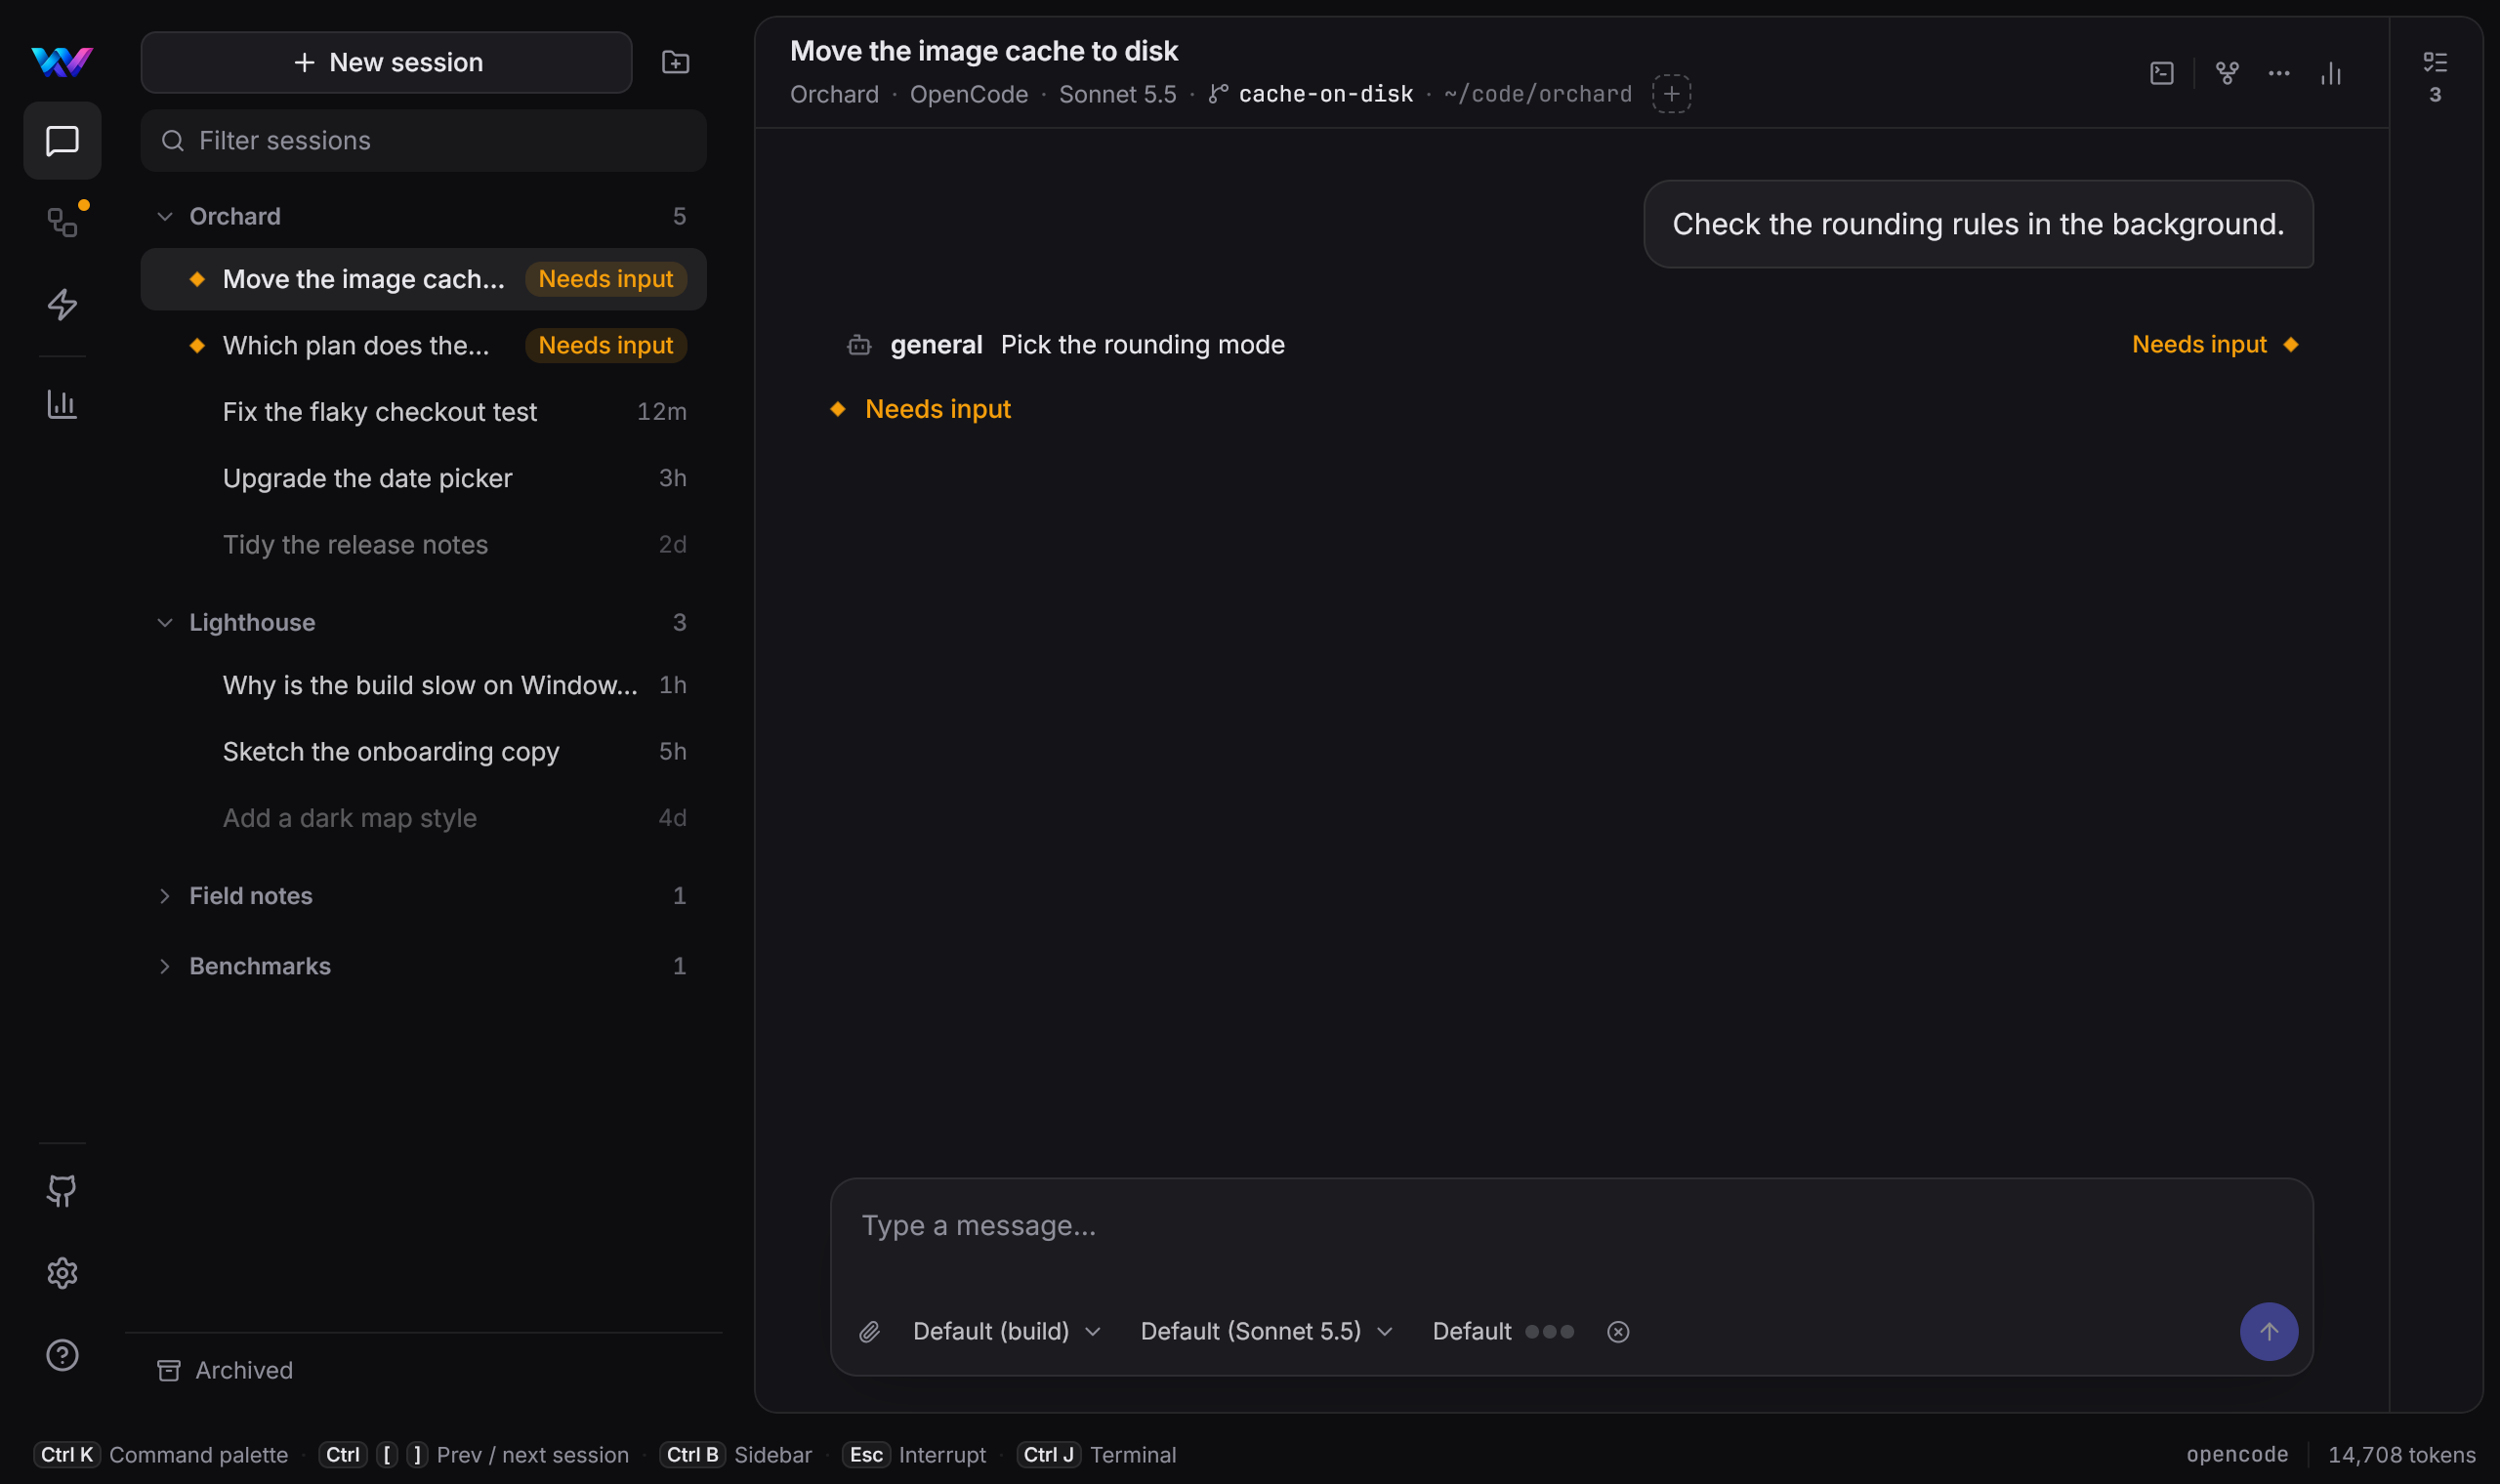 New session
Filter sessions
Orchard 5
Move the image cach... Needs input
Which plan does the... Needs input
Fix the flaky checkout test 12m
Upgrade the date picker 3h
Tidy the release notes 2d
Lighthouse 3
Why is the build slow on Window... 1h
Sketch the onboarding copy 5h
Add a dark map style 4d
Field notes 1
Benchmarks 1
Archived
Move the image cache to disk
Orchard · OpenCode · Sonnet 5.5 · cache-on-disk · ~/code/orchard
3
Check the rounding rules in the background.
general Pick the rounding mode Needs input
Needs input
Type a message...
Default (build) Default (Sonnet 5.5) Default
Ctrl K Command palette · Ctrl [ ] Prev / next session · Ctrl B Sidebar · Esc Interrupt · Ctrl J Terminal
opencode 14,708 tokens